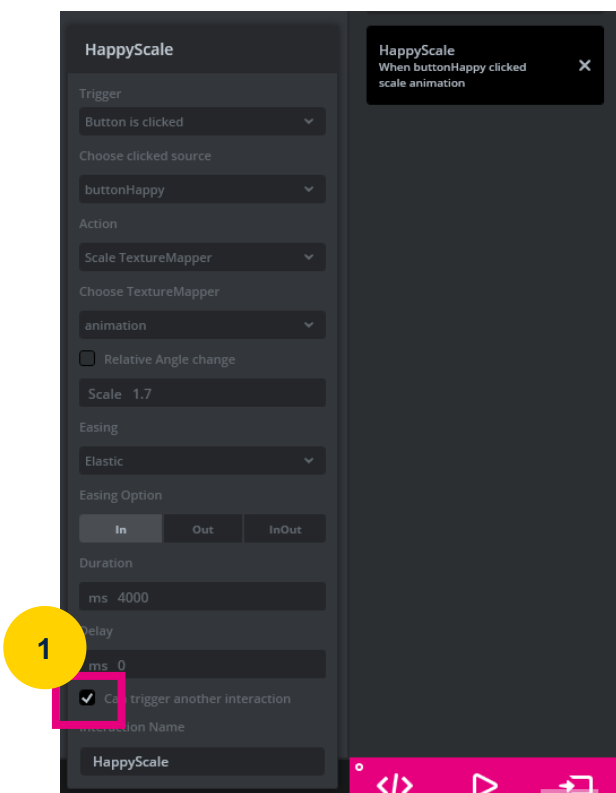 HappyScale
Trigger
Button is clicked
Choose clicked source
buttonHappy
Action
Scale TextureMapper
Choose TextureMapper
animation
Relative Angle change
Scale 1.7
Easing
Elastic
Easing Option
In Out InOut
Duration
ms 4000
Delay
ms 0
1
Can trigger another interaction
Interaction Name
HappyScale
HappyScale
When buttonHappy clicked
scale animation